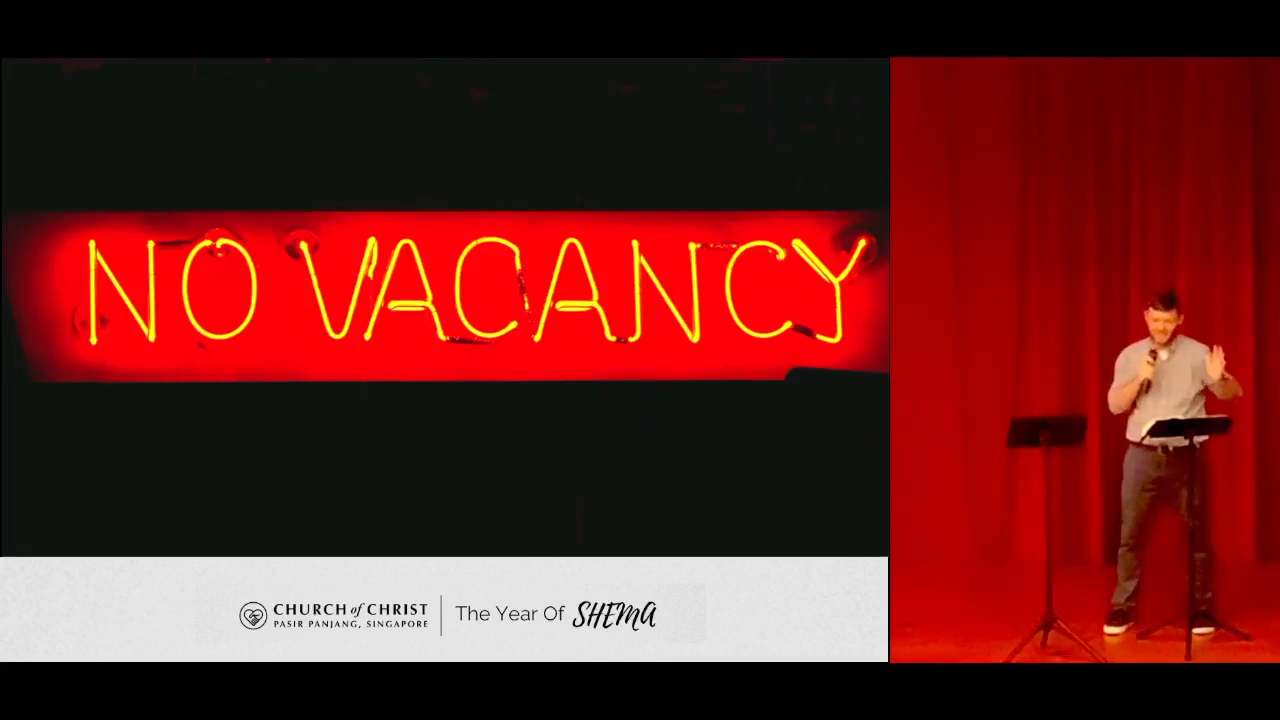 NO VACANCY
CHURCH of CHRIST
PASIR PANJANG, SINGAPORE
The Year Of SHEMA